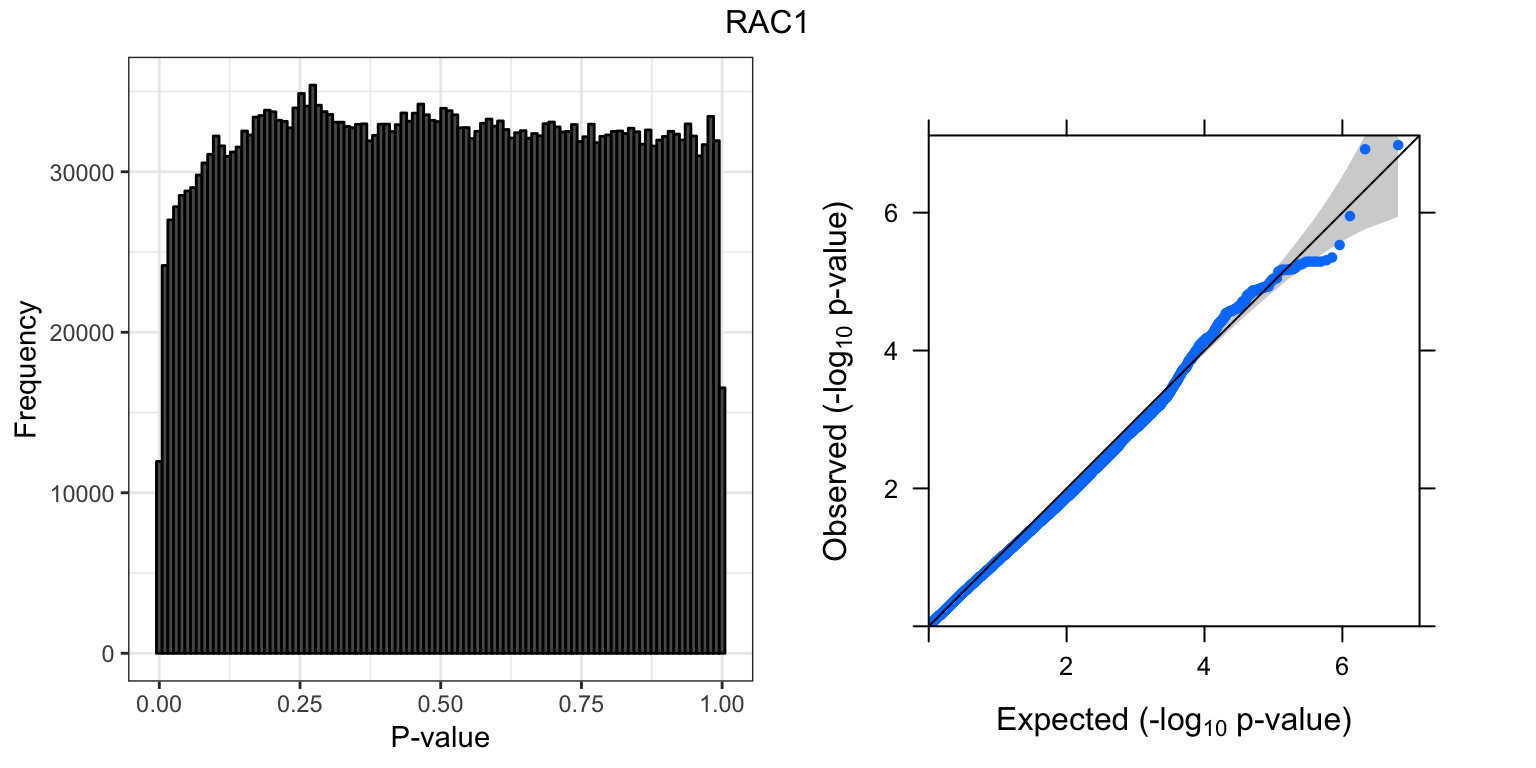 RAC1
Frequency
30000
20000
10000
0
0.00 0.25 0.50 0.75 1.00
P-value
Observed (-log10 p-value)
6
4
2
2 4 6
Expected (-log10 p-value)